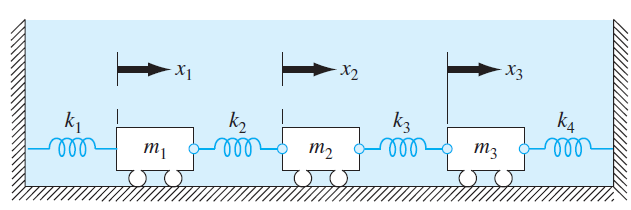 x₁ x₂ x₃
k₁ k₂ k₃ k₄
m₁ m₂ m₃